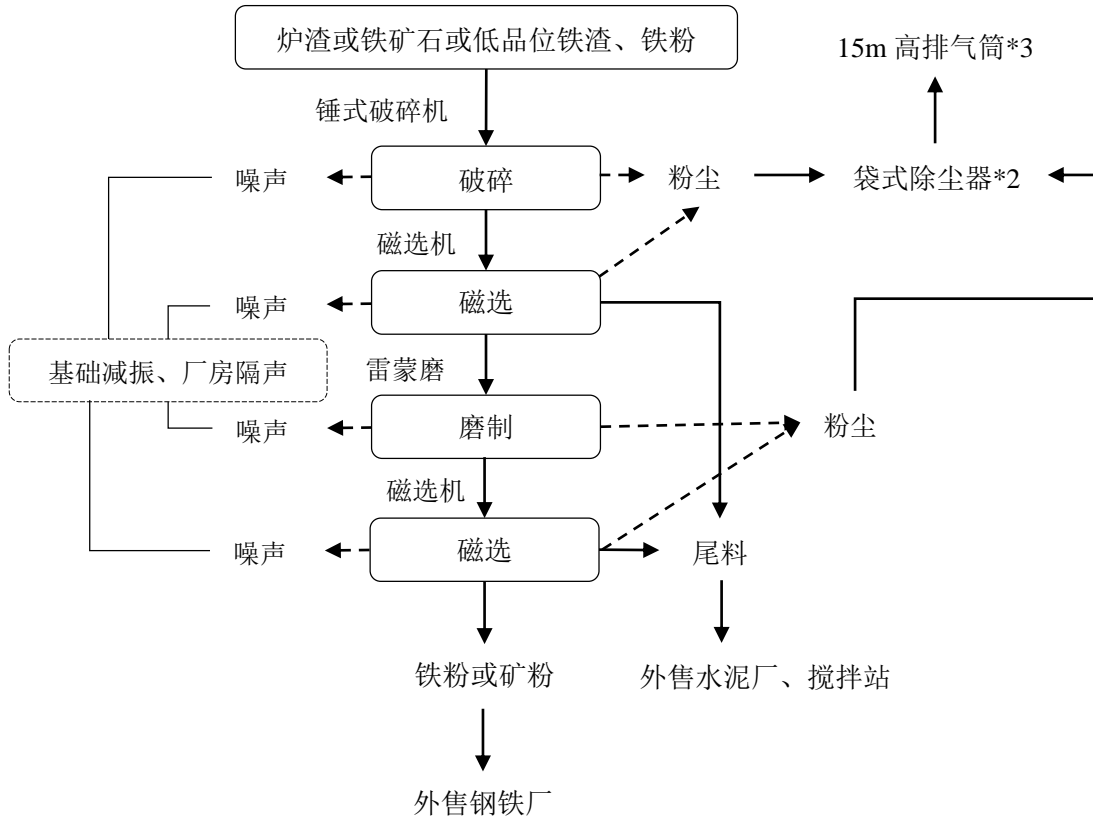 炉渣或铁矿石或低品位铁渣、铁粉
15m 高排气筒*3
锤式破碎机
噪声
破碎
粉尘
袋式除尘器*2
磁选机
噪声
磁选
基础减振、厂房隔声
雷蒙磨
噪声
磨制
粉尘
磁选机
噪声
磁选
尾料
铁粉或矿粉
外售水泥厂、搅拌站
外售钢铁厂